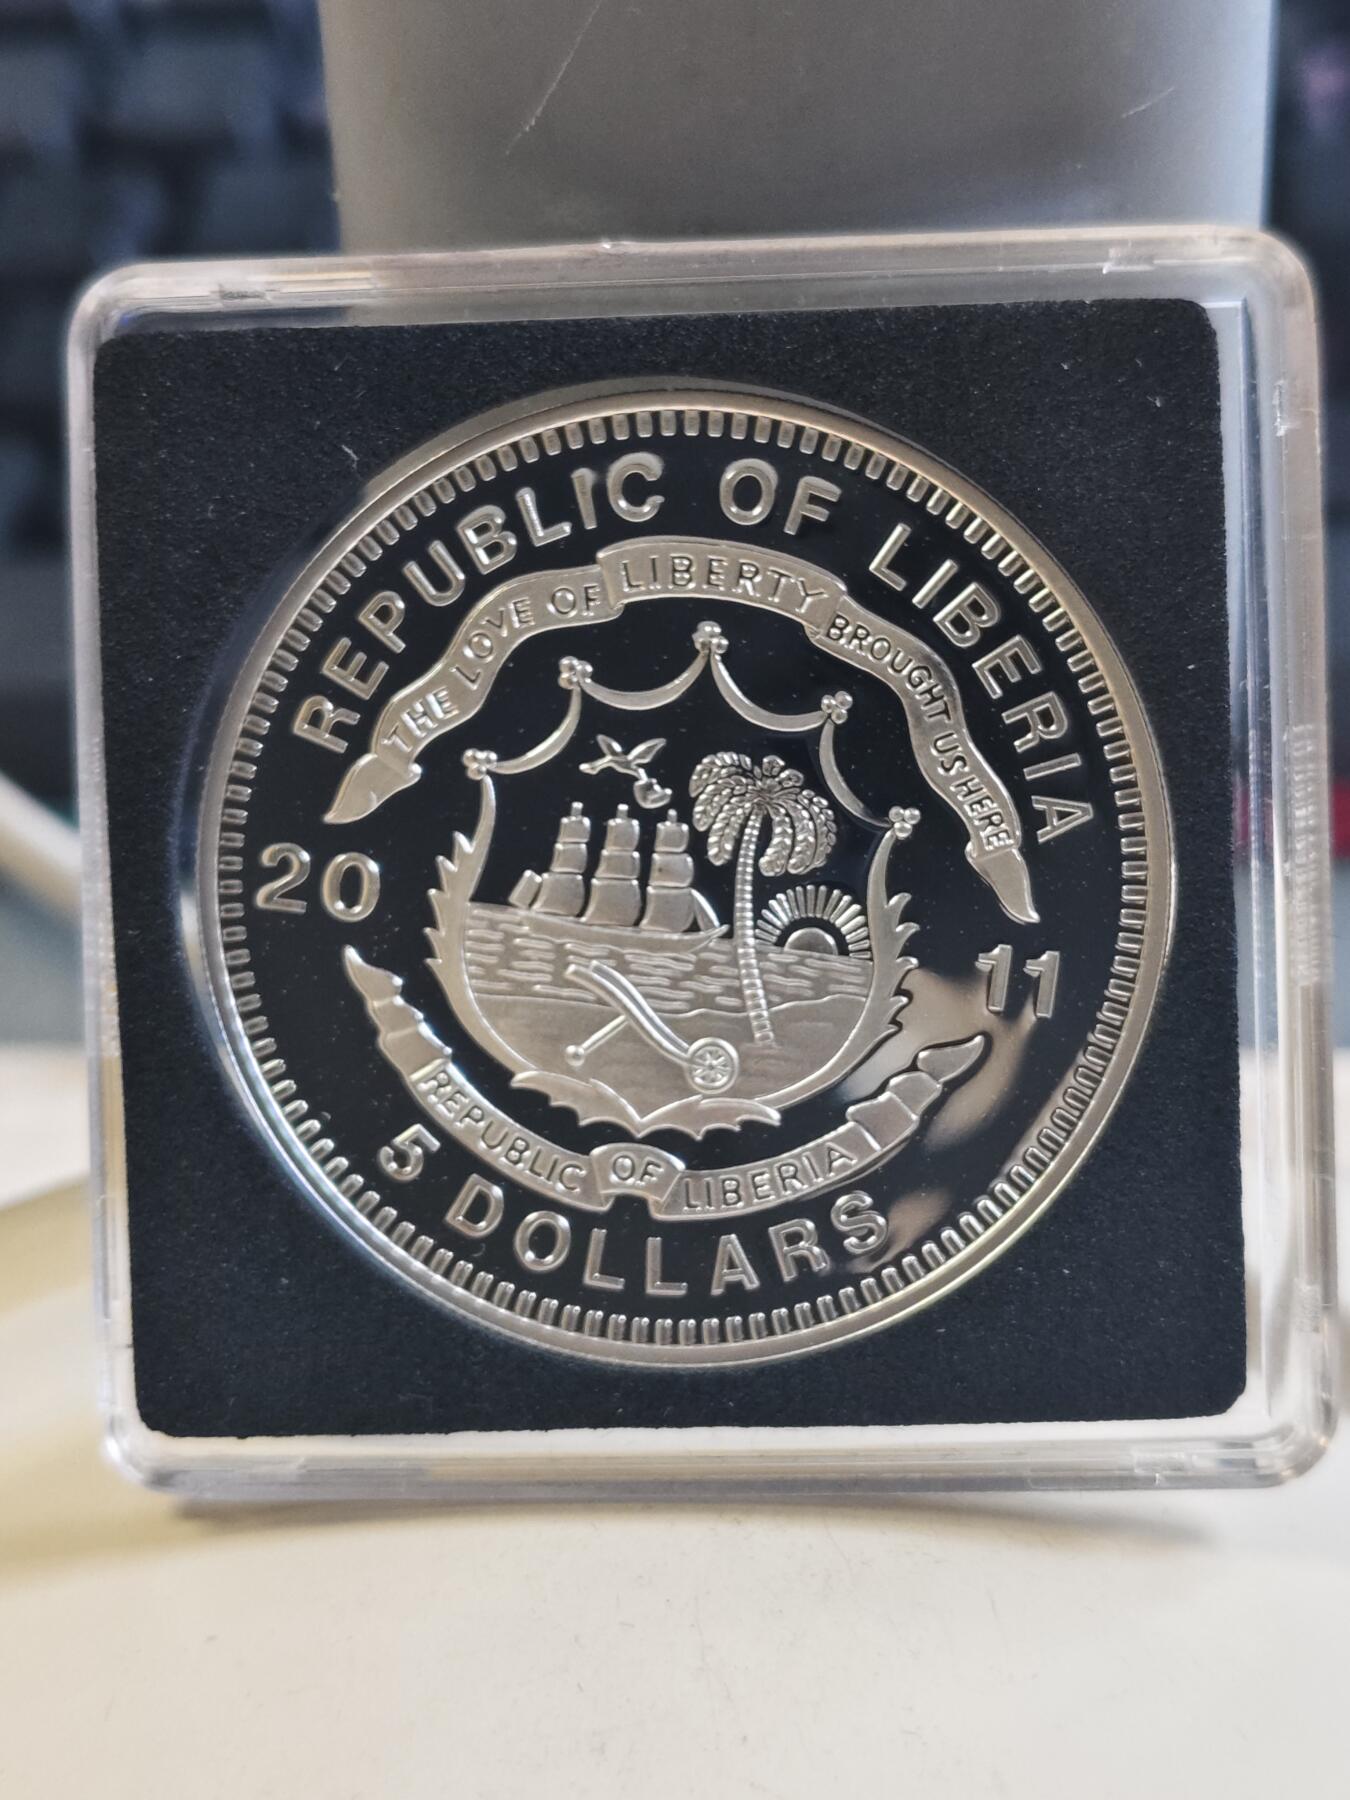 REPUBLIC OF LIBERIA
THE LOVE OF LIBERTY BROUGHT US HERE
20 11
REPUBLIC OF LIBERIA
5 DOLLARS